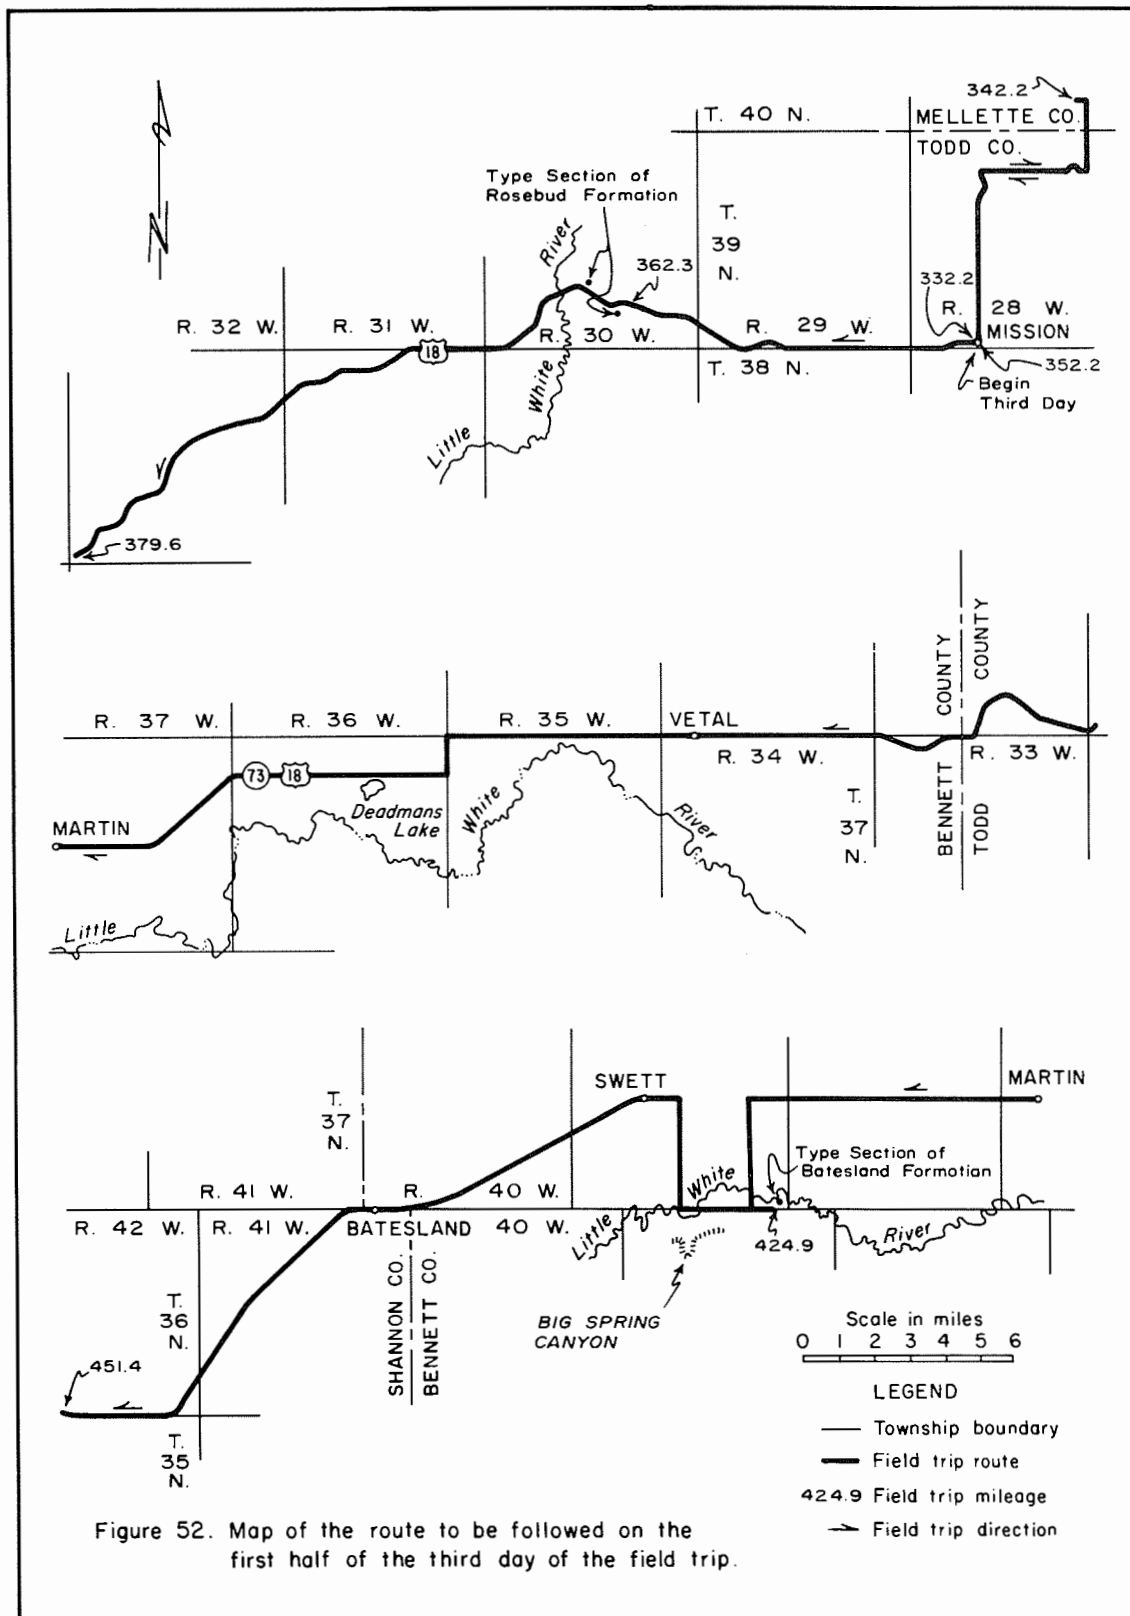 342.2
T. 40 N.
MELLETTE CO.
TODD CO.
Type Section of
Rosebud Formation
T.
39
N.
River
362.3
332.2
R. 28 W.
MISSION
R. 32 W.
R. 31 W.
18
R. 30 W.
R. 29 W.
T. 38 N.
352.2
Begin
Third Day
White
Little
379.6
BENNETT COUNTY
TODD COUNTY
R. 37 W.
R. 36 W.
R. 35 W.
VETAL
R. 34 W.
R. 33 W.
73
18
Deadmans
Lake
White
River
T.
37
N.
MARTIN
Little
SWETT
MARTIN
T.
37
N.
Type Section of
Batesland Formation
R. 41 W.
R. 40 W.
White
R. 42 W.
R. 41 W.
BATESLAND
40 W.
Little
424.9
River
SHANNON CO.
BENNETT CO.
T.
36
N.
BIG SPRING
CANYON
Scale in miles
0 1 2 3 4 5 6
451.4
LEGEND
Township boundary
Field trip route
424.9 Field trip mileage
Field trip direction
T.
35
N.
Figure 52. Map of the route to be followed on the
first half of the third day of the field trip.